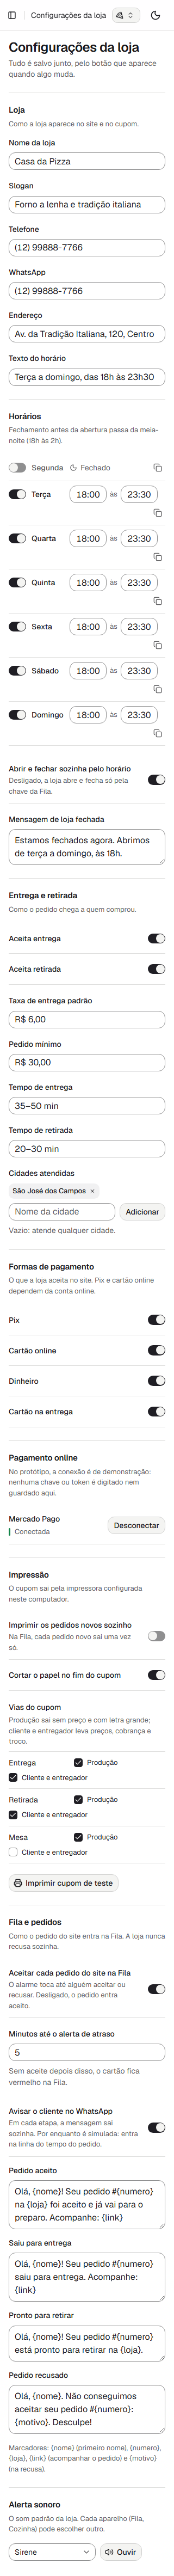 Configurações da loja
Configurações da loja
Tudo é salvo junto, pelo botão que aparece
quando algo muda.
Loja
Como a loja aparece no site e no cupom.
Nome da loja
Casa da Pizza
Slogan
Forno a lenha e tradição italiana
Telefone
(12) 99888-7766
WhatsApp
(12) 99888-7766
Endereço
Av. da Tradição Italiana, 120, Centro
Texto do horário
Terça a domingo, das 18h às 23h30
Horários
Fechamento antes da abertura passa da meia-
noite (18h às 2h).
Segunda Fechado
Terça 18:00 às 23:30
Quarta 18:00 às 23:30
Quinta 18:00 às 23:30
Sexta 18:00 às 23:30
Sábado 18:00 às 23:30
Domingo 18:00 às 23:30
Abrir e fechar sozinha pelo horário
Desligado, a loja abre e fecha só pela
chave da Fila.
Mensagem de loja fechada
Estamos fechados agora. Abrimos
de terça a domingo, às 18h.
Entrega e retirada
Como o pedido chega a quem comprou.
Aceita entrega
Aceita retirada
Taxa de entrega padrão
R$ 6,00
Pedido mínimo
R$ 30,00
Tempo de entrega
35–50 min
Tempo de retirada
20–30 min
Cidades atendidas
São José dos Campos ×
Nome da cidade Adicionar
Vazio: atende qualquer cidade.
Formas de pagamento
O que a loja aceita no site. Pix e cartão online
dependem da conta online.
Pix
Cartão online
Dinheiro
Cartão na entrega
Pagamento online
No protótipo, a conexão é de demonstração:
nenhuma chave ou token é digitado nem
guardado aqui.
Mercado Pago
Conectada
Desconectar
Impressão
O cupom sai pela impressora configurada
neste computador.
Imprimir os pedidos novos sozinho
Na Fila, cada pedido novo sai uma vez
só.
Cortar o papel no fim do cupom
Vias do cupom
Produção sai sem preço e com letra grande;
cliente e entregador leva preços, cobrança e
troco.
Entrega Produção
Cliente e entregador
Retirada Produção
Cliente e entregador
Mesa Produção
Cliente e entregador
Imprimir cupom de teste
Fila e pedidos
Como o pedido do site entra na Fila. A loja nunca
recusa sozinha.
Aceitar cada pedido do site na Fila
O alarme toca até alguém aceitar ou
recusar. Desligado, o pedido entra
aceito.
Minutos até o alerta de atraso
5
Sem aceite depois disso, o cartão fica
vermelho na Fila.
Avisar o cliente no WhatsApp
Em cada etapa, a mensagem sai
sozinha. Por enquanto é simulada: entra
na linha do tempo do pedido.
Pedido aceito
Olá, {nome}! Seu pedido #{numero}
na {loja} foi aceito e já vai para o
preparo. Acompanhe: {link}
Saiu para entrega
Olá, {nome}! Seu pedido #{numero}
saiu para entrega. Acompanhe:
{link}
Pronto para retirar
Olá, {nome}! Seu pedido #{numero}
está pronto para retirar na {loja}.
Pedido recusado
Olá, {nome}. Não conseguimos
aceitar seu pedido #{numero}:
{motivo}. Desculpe!
Marcadores: {nome} (primeiro nome), {numero},
{loja}, {link} (acompanhar o pedido) e {motivo}
(na recusa).
Alerta sonoro
O som padrão da loja. Cada aparelho (Fila,
Cozinha) pode escolher outro.
Sirene Ouvir